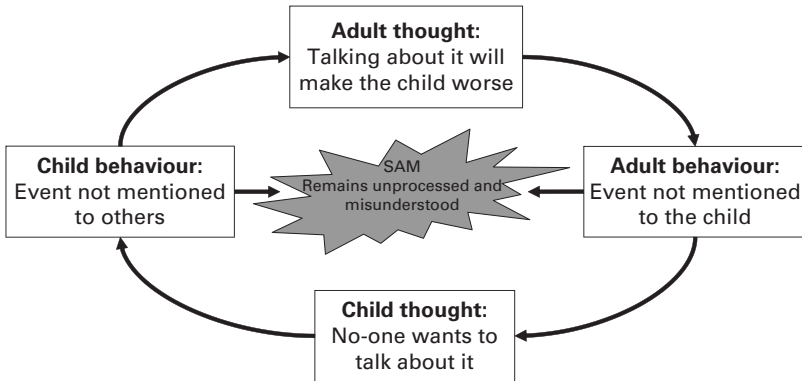 Adult thought:
Talking about it will
make the child worse
Child behaviour:
Event not mentioned
to others
SAM
Remains unprocessed and
misunderstood
Adult behaviour:
Event not mentioned
to the child
Child thought:
No-one wants to
talk about it